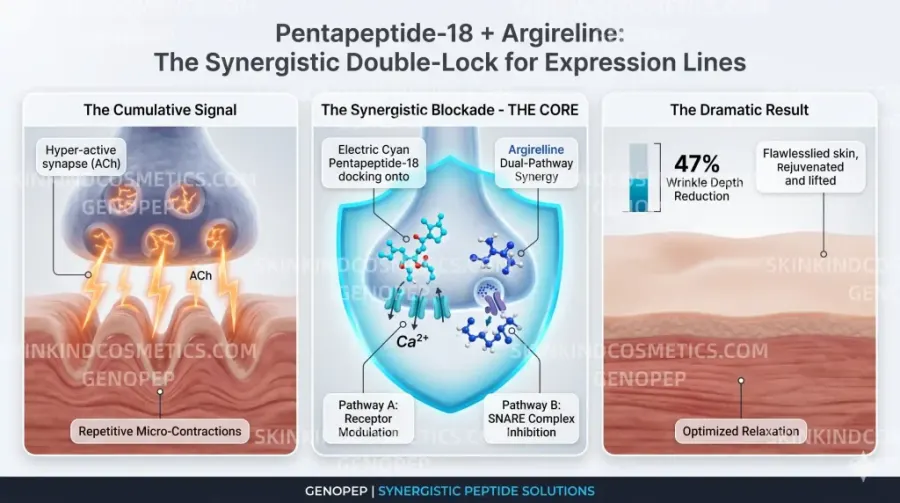 Pentapeptide-18 + Argireline:
The Synergistic Double-Lock for Expression Lines
The Cumulative Signal
Hyper-active
synapse (ACh)
ACh
Repetitive Micro-Contractions
The Synergistic Blockade - THE CORE
Electric Cyan
Pentapeptide-18
docking onto
Argirelline
Dual-Pathway
Synergy
Ca²⁺
Pathway A:
Receptor
Modulation
Pathway B:
SNARE Complex
Inhibition
The Dramatic Result
47%
Wrinkle Depth
Reduction
Flawlesslied skin,
Rejuvenated
and lifted
Optimized Relaxation
SKINKINDCOSMETICS.COM
GENOPEP
GENOPEP | SYNERGISTIC PEPTIDE SOLUTIONS